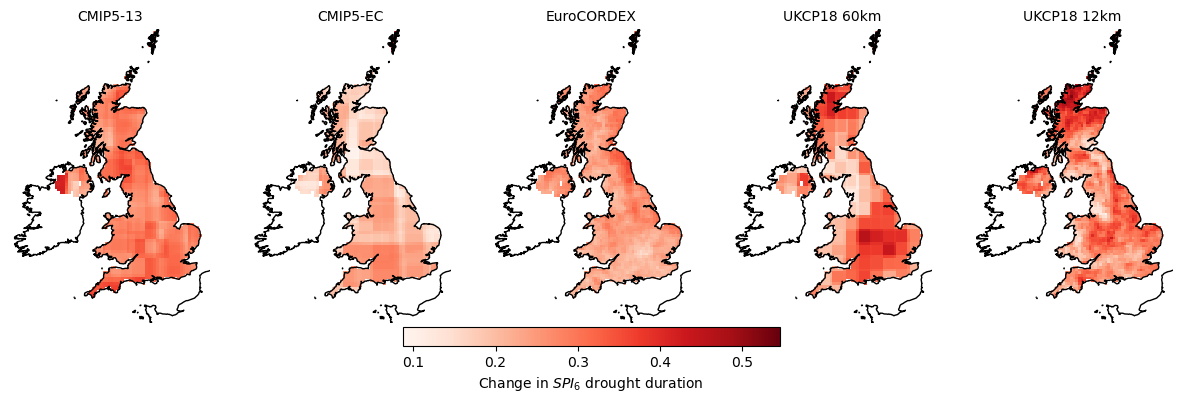 CMIP5-13 CMIP5-EC EuroCORDEX UKCP18 60km UKCP18 12km
0.1 0.2 0.3 0.4 0.5
Change in SPI₆ drought duration